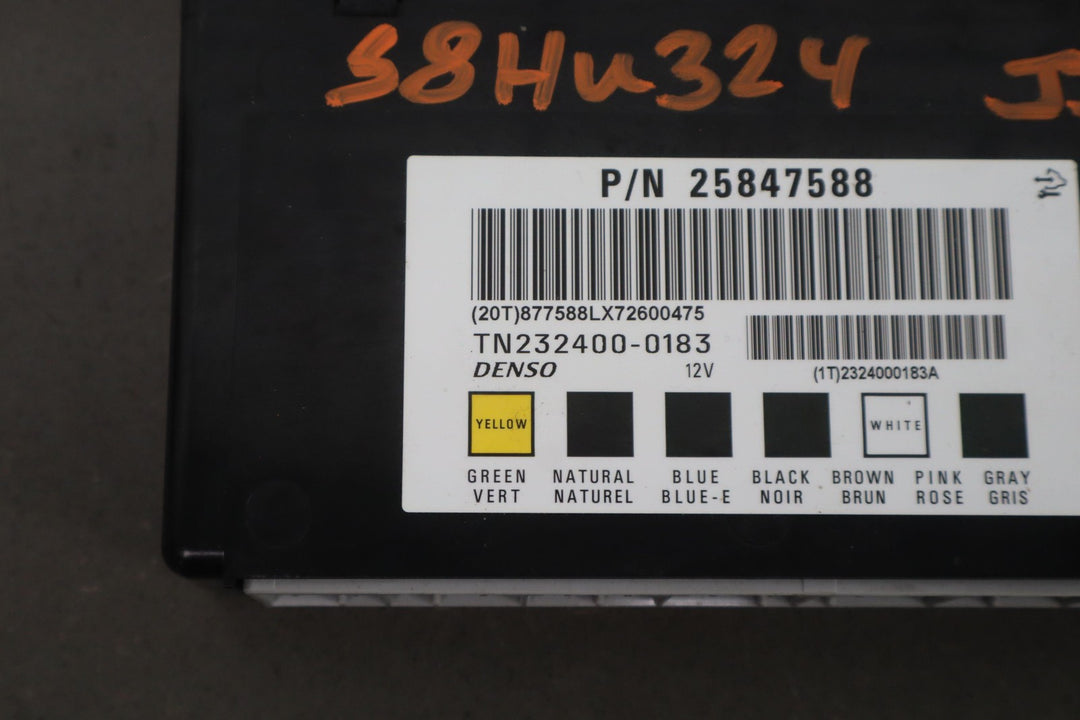 S8Hu324 J
P/N 25847588
(20T)877588LX72600475
TN232400-0183
DENSO 12V
(1T)2324000183A
YELLOW WHITE
GREEN NATURAL BLUE BLACK BROWN PINK GRAY
VERT NATUREL BLUE-E NOIR BRUN ROSE GRIS